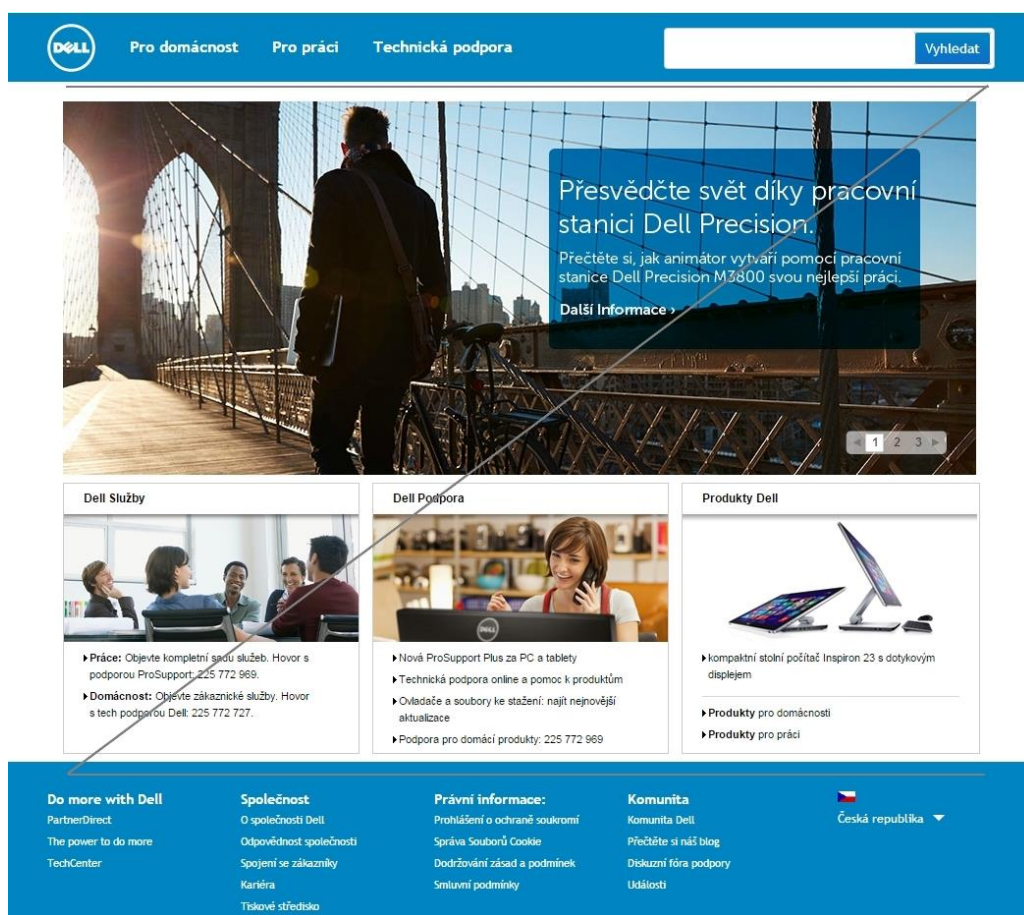 DELL
Pro domácnost
Pro práci
Technická podpora
Vyhledat
Přesvědčte svět díky pracovní
stanici Dell Precision.
Přečtěte si, jak animátor vytváří pomocí pracovní
stanice Dell Precision M3800 svou nejlepší práci.
Další Informace ›
1 2 3
Dell Služby
Práce: Objevte kompletní sadu služeb. Hovor s
podporou ProSupport: 225 772 969.
Domácnost: Objevte zákaznické služby. Hovor
s tech podporou Dell: 225 772 727.
Dell Podpora
DELL
Nová ProSupport Plus za PC a tablety
Technická podpora online a pomoc k produktům
Ovladače a soubory ke stažení: najít nejnovější
aktualizace
Podpora pro domácí produkty: 225 772 969
Produkty Dell
kompaktní stolní počítač Inspiron 23 s dotykovým
displejem
Produkty pro domácnosti
Produkty pro práci
Do more with Dell
PartnerDirect
The power to do more
TechCenter
Společnost
O společnosti Dell
Odpovědnost společnosti
Spojení se zákazníky
Kariéra
Tiskové středisko
Právní informace:
Prohlášení o ochraně soukromí
Správa Souborů Cookie
Dodržování zásad a podmínek
Smluvní podmínky
Komunita
Komunita Dell
Přečtěte si náš blog
Diskuzní fóra podpory
Události
Česká republika